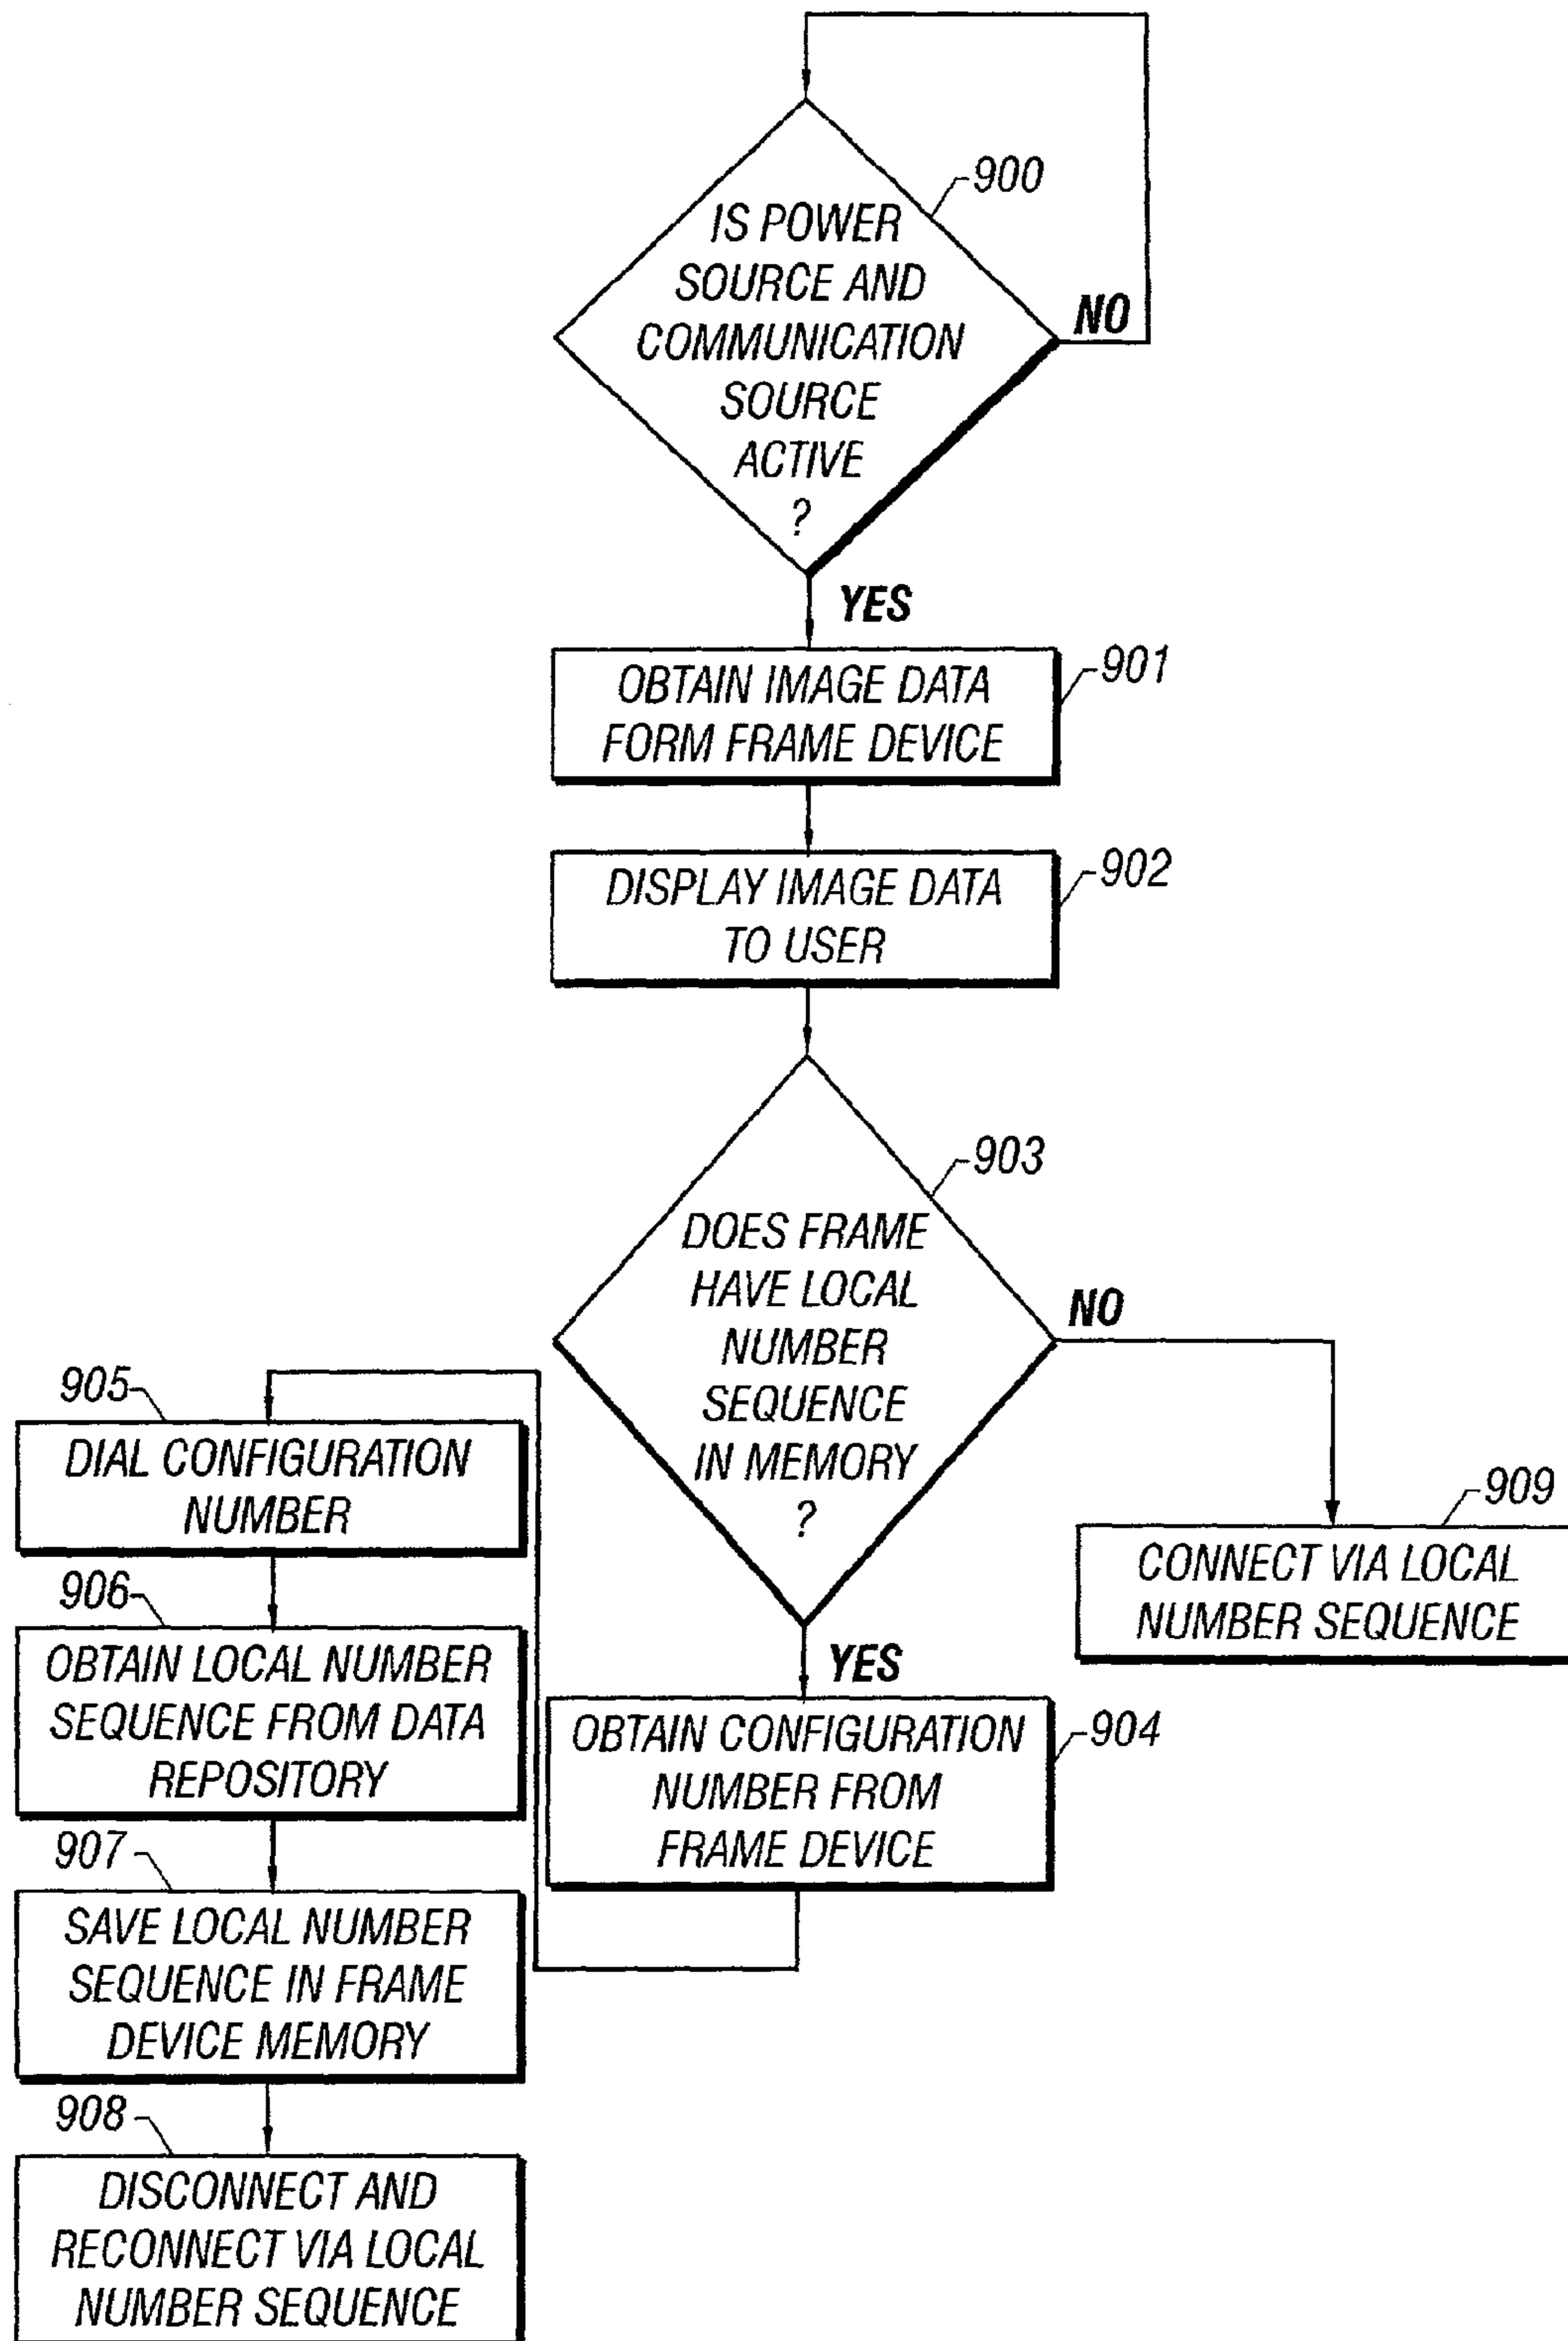 900
IS POWER
SOURCE AND
COMMUNICATION
SOURCE
ACTIVE
?
NO
YES
901
OBTAIN IMAGE DATA
FORM FRAME DEVICE
902
DISPLAY IMAGE DATA
TO USER
903
DOES FRAME
HAVE LOCAL
NUMBER
SEQUENCE
IN MEMORY
?
NO
YES
909
CONNECT VIA LOCAL
NUMBER SEQUENCE
904
OBTAIN CONFIGURATION
NUMBER FROM
FRAME DEVICE
905
DIAL CONFIGURATION
NUMBER
906
OBTAIN LOCAL NUMBER
SEQUENCE FROM DATA
REPOSITORY
907
SAVE LOCAL NUMBER
SEQUENCE IN FRAME
DEVICE MEMORY
908
DISCONNECT AND
RECONNECT VIA LOCAL
NUMBER SEQUENCE